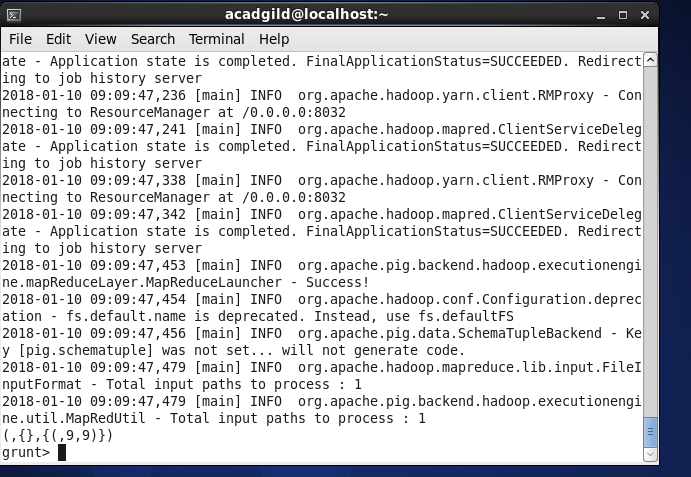 acadgild@localhost:~
File Edit View Search Terminal Help
ate - Application state is completed. FinalApplicationStatus=SUCCEEDED. Redirect
ing to job history server
2018-01-10 09:09:47,236 [main] INFO  org.apache.hadoop.yarn.client.RMProxy - Con
necting to ResourceManager at /0.0.0.0:8032
2018-01-10 09:09:47,241 [main] INFO  org.apache.hadoop.mapred.ClientServiceDeleg
ate - Application state is completed. FinalApplicationStatus=SUCCEEDED. Redirect
ing to job history server
2018-01-10 09:09:47,338 [main] INFO  org.apache.hadoop.yarn.client.RMProxy - Con
necting to ResourceManager at /0.0.0.0:8032
2018-01-10 09:09:47,342 [main] INFO  org.apache.hadoop.mapred.ClientServiceDeleg
ate - Application state is completed. FinalApplicationStatus=SUCCEEDED. Redirect
ing to job history server
2018-01-10 09:09:47,453 [main] INFO  org.apache.pig.backend.hadoop.executionengi
ne.mapReduceLayer.MapReduceLauncher - Success!
2018-01-10 09:09:47,454 [main] INFO  org.apache.hadoop.conf.Configuration.deprec
ation - fs.default.name is deprecated. Instead, use fs.defaultFS
2018-01-10 09:09:47,456 [main] INFO  org.apache.pig.data.SchemaTupleBackend - Ke
y [pig.schematuple] was not set... will not generate code.
2018-01-10 09:09:47,479 [main] INFO  org.apache.hadoop.mapreduce.lib.input.FileI
nputFormat - Total input paths to process : 1
2018-01-10 09:09:47,479 [main] INFO  org.apache.pig.backend.hadoop.executionengi
ne.util.MapRedUtil - Total input paths to process : 1
(,{},{(,9,9)})
grunt>